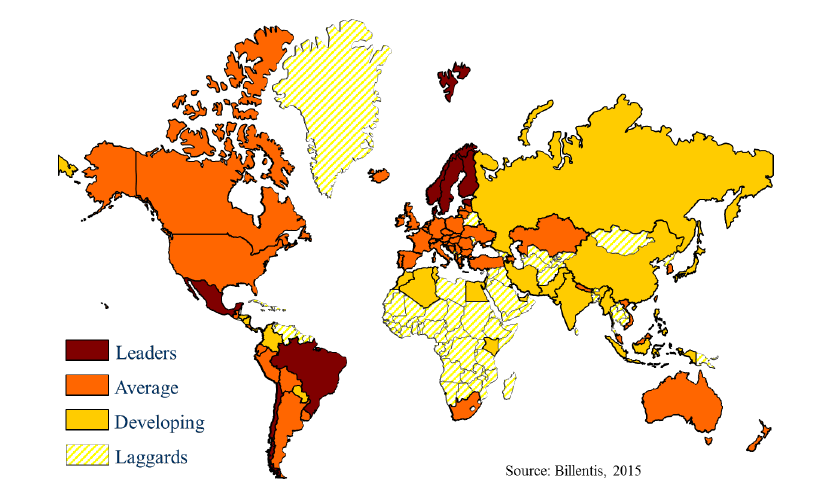 Leaders
Average
Developing
Laggards
Source: Billentis, 2015